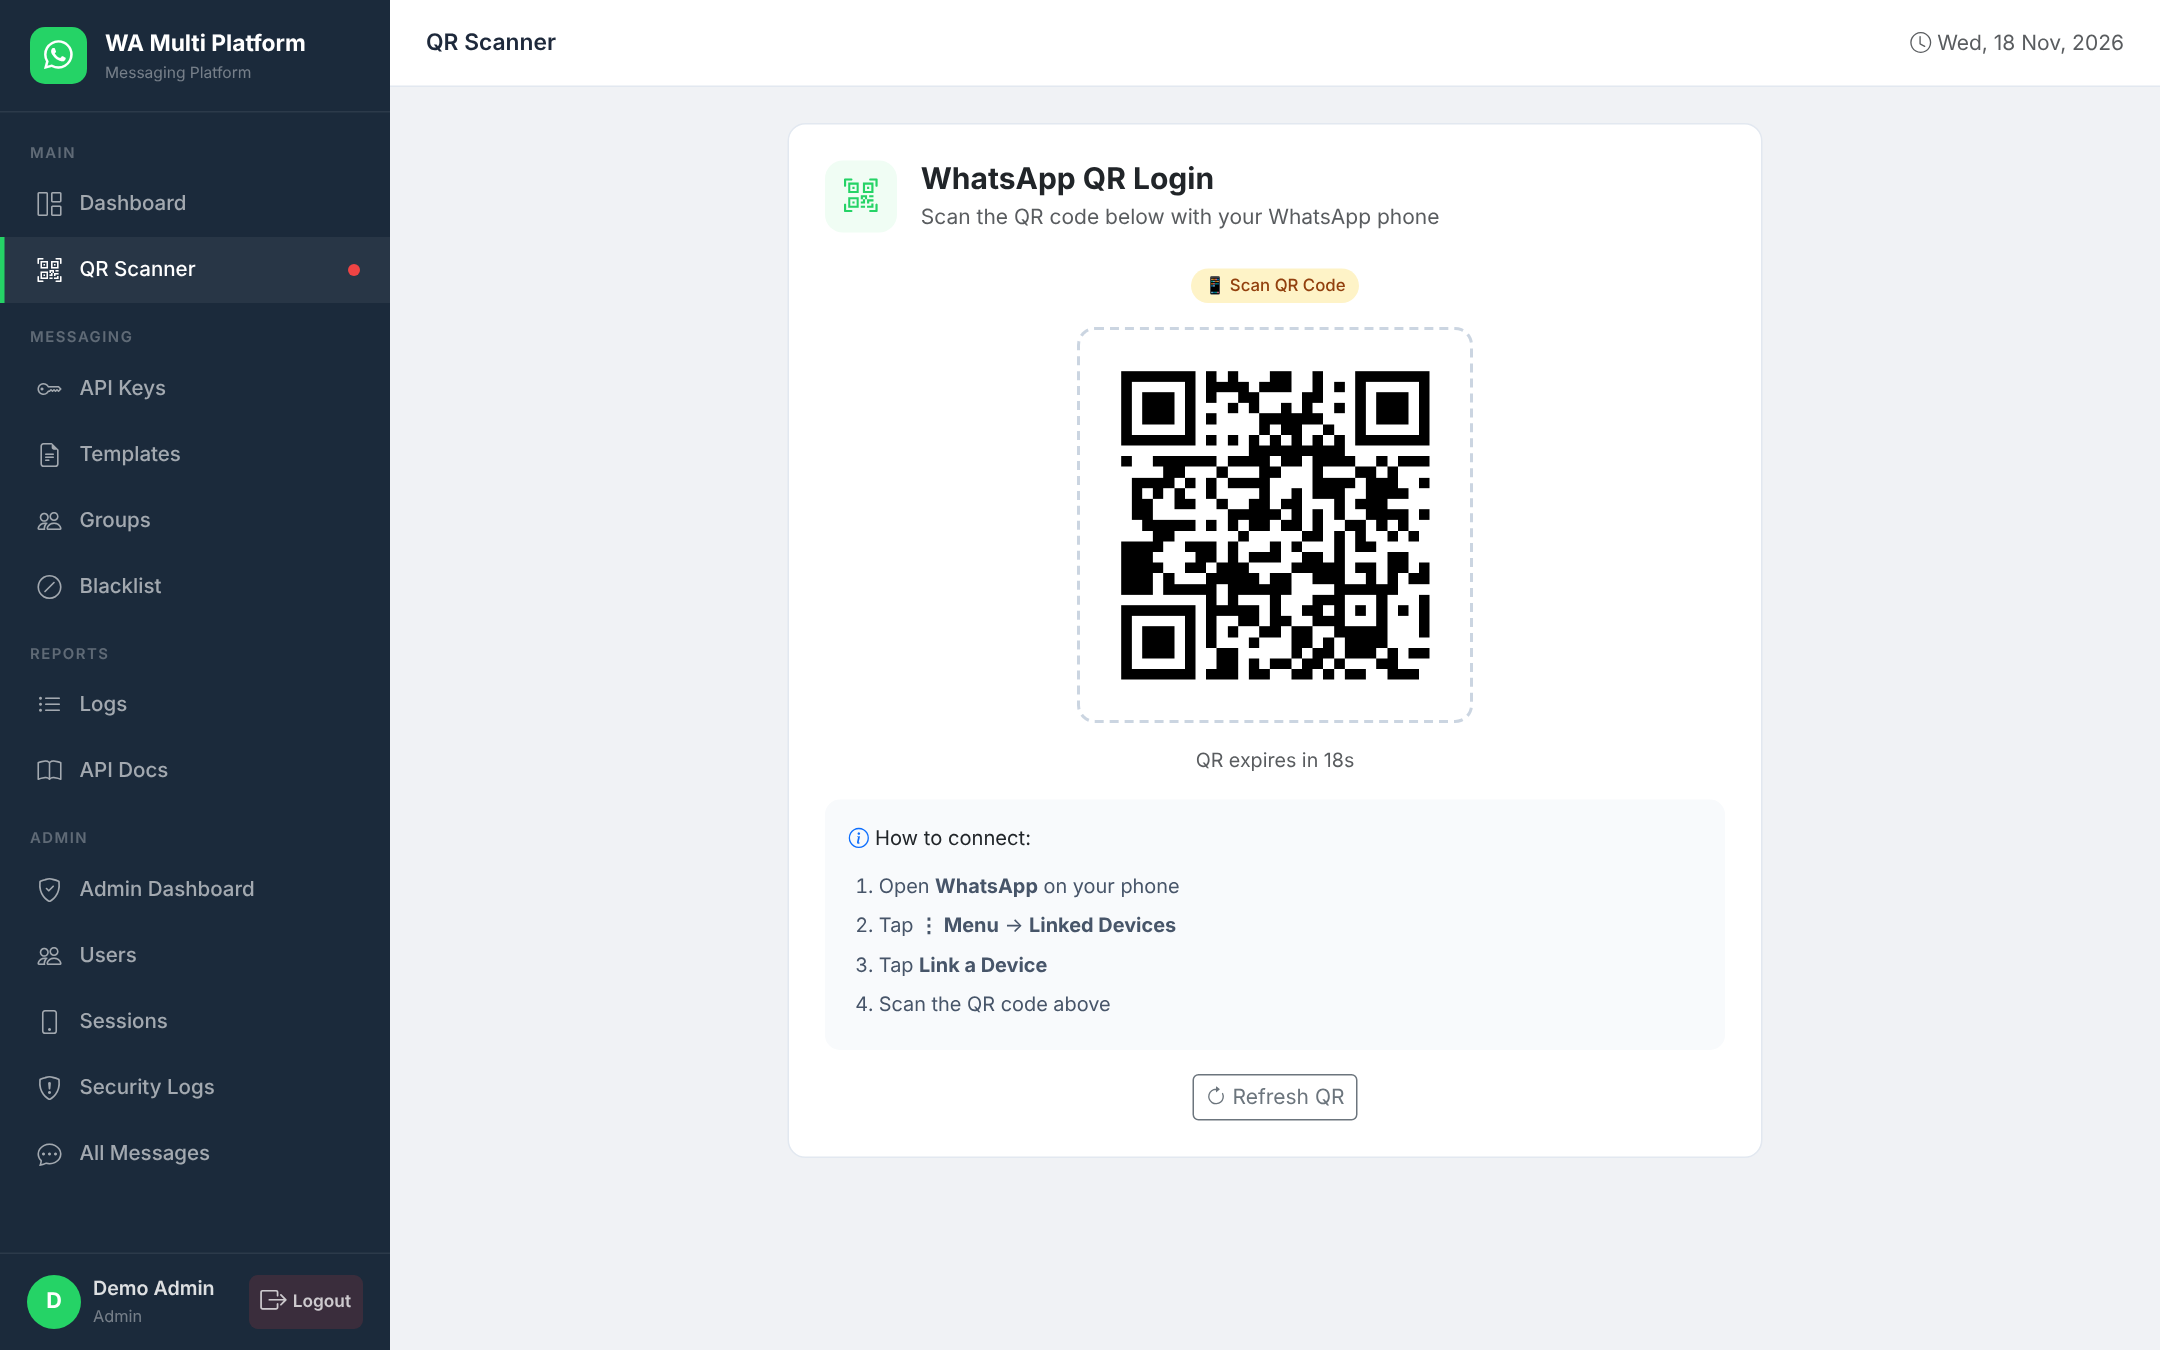 WA Multi Platform
Messaging Platform
MAIN
Dashboard
QR Scanner
MESSAGING
API Keys
Templates
Groups
Blacklist
REPORTS
Logs
API Docs
ADMIN
Admin Dashboard
Users
Sessions
Security Logs
All Messages
D
Demo Admin
Admin
Logout
QR Scanner
Wed, 18 Nov, 2026
WhatsApp QR Login
Scan the QR code below with your WhatsApp phone
📱 Scan QR Code
QR expires in 18s
How to connect:
1. Open WhatsApp on your phone
2. Tap ⋮ Menu → Linked Devices
3. Tap Link a Device
4. Scan the QR code above
Refresh QR